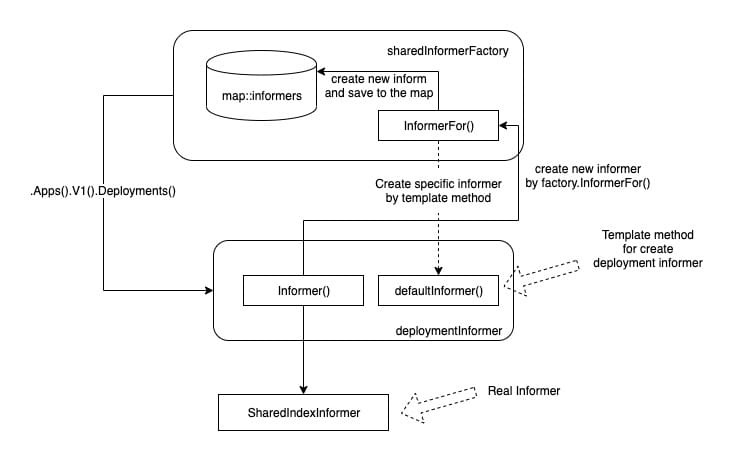 sharedInformerFactory
map::informers
create new inform
and save to the map
InformerFor()
.Apps().V1().Deployments()
Create specific informer
by template method
create new informer
by factory.InformerFor()
Template method
for create
deployment informer
Informer()
defaultInformer()
deploymentInformer
SharedIndexInformer
Real Informer